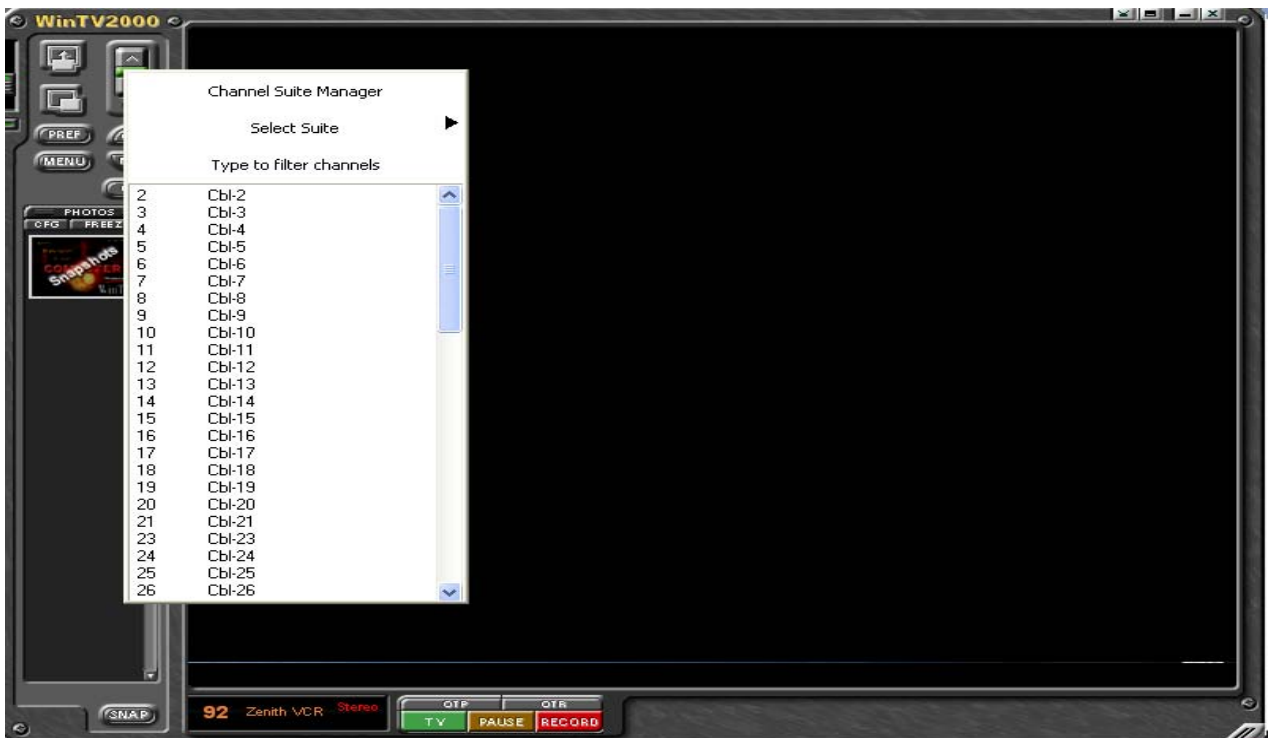 WinTV2000
Channel Suite Manager
Select Suite
Type to filter channels
PREF
MENU
PHOTOS
CFG FREEZ
Snapshots
2 Cbl-2
3 Cbl-3
4 Cbl-4
5 Cbl-5
6 Cbl-6
7 Cbl-7
8 Cbl-8
9 Cbl-9
10 Cbl-10
11 Cbl-11
12 Cbl-12
13 Cbl-13
14 Cbl-14
15 Cbl-15
16 Cbl-16
17 Cbl-17
18 Cbl-18
19 Cbl-19
20 Cbl-20
21 Cbl-21
23 Cbl-23
24 Cbl-24
25 Cbl-25
26 Cbl-26
SNAP
92 Zenith VCR Stereo
OTP OTR
TV PAUSE RECORD